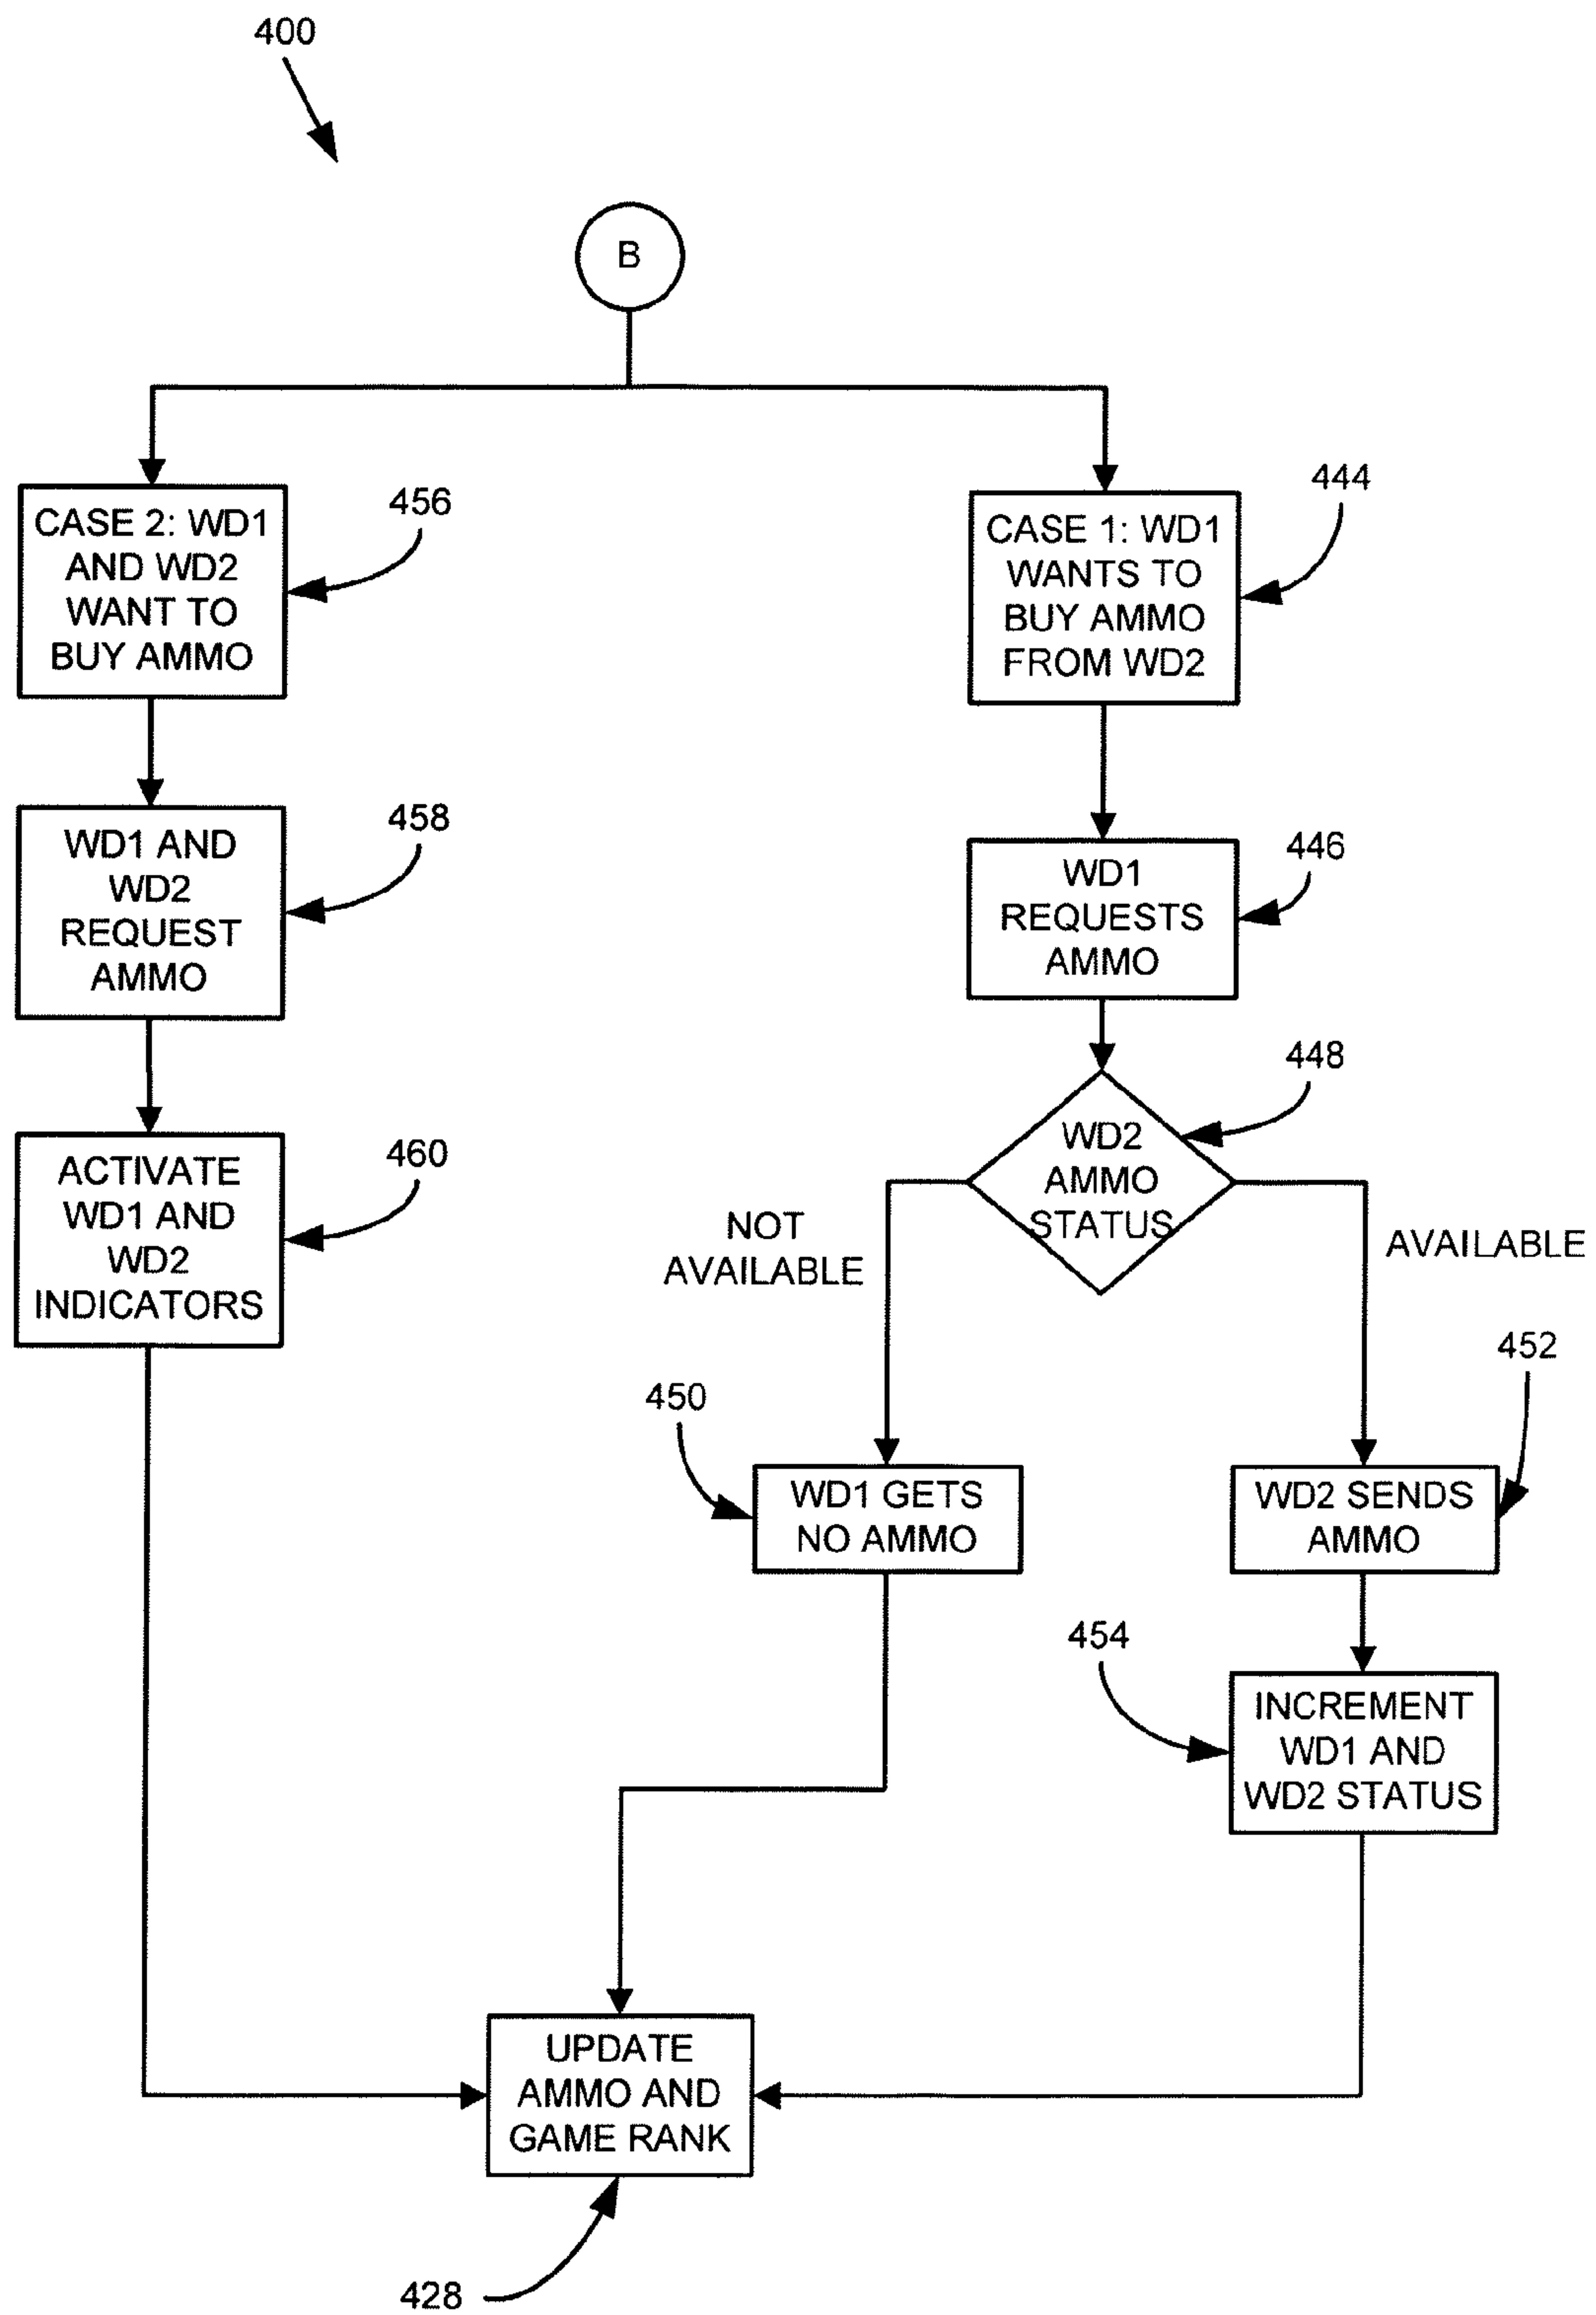 400
B
456
CASE 2: WD1
AND WD2
WANT TO
BUY AMMO
444
CASE 1: WD1
WANTS TO
BUY AMMO
FROM WD2
458
WD1 AND
WD2
REQUEST
AMMO
446
WD1
REQUESTS
AMMO
448
WD2
AMMO
STATUS
460
ACTIVATE
WD1 AND
WD2
INDICATORS
NOT
AVAILABLE
AVAILABLE
450
WD1 GETS
NO AMMO
452
WD2 SENDS
AMMO
454
INCREMENT
WD1 AND
WD2 STATUS
UPDATE
AMMO AND
GAME RANK
428